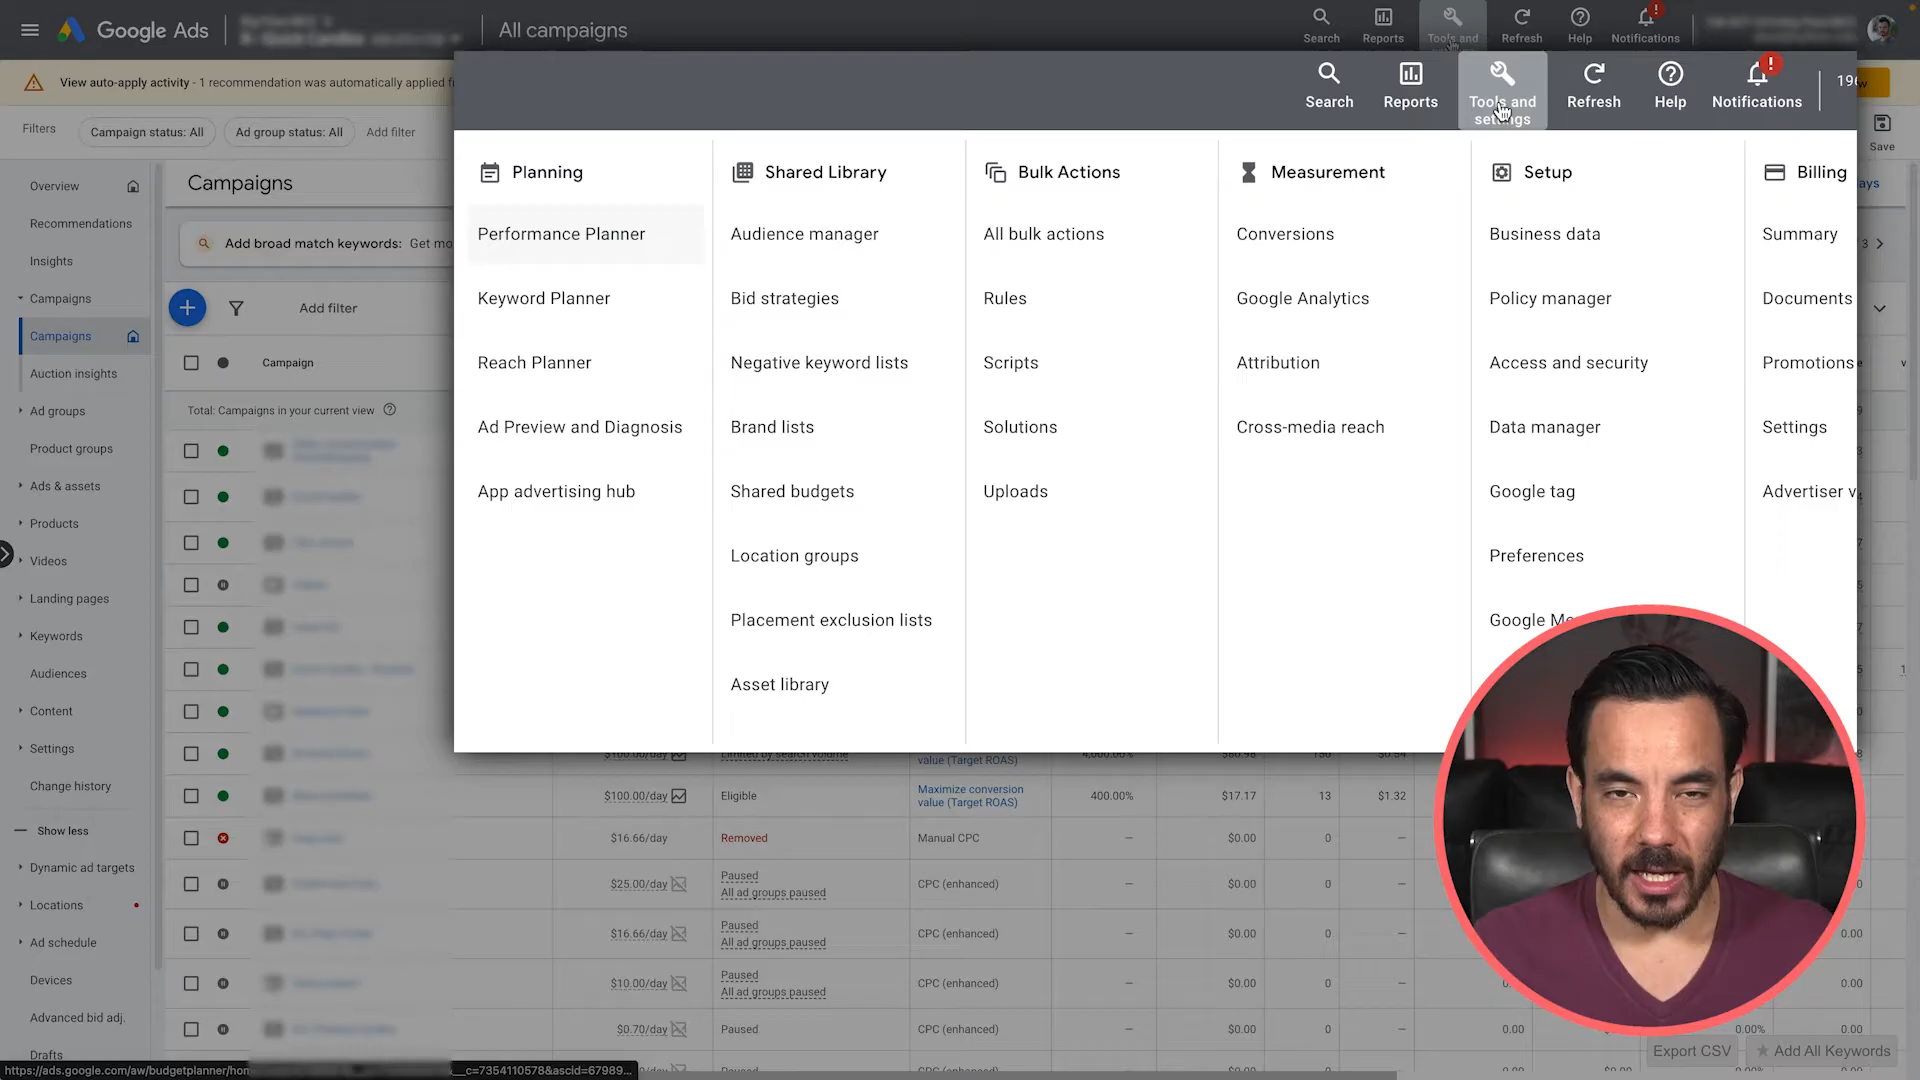 Google Ads
All campaigns
Search
Reports
Tools and
Refresh
Help
Notifications
View auto-apply activity - 1 recommendation was automatically applied
Search
Reports
Tools and
settings
Refresh
Help
Notifications
Filters
Campaign status: All
Ad group status: All
Add filter
Save
Planning
Performance Planner
Keyword Planner
Reach Planner
Ad Preview and Diagnosis
App advertising hub
Shared Library
Audience manager
Bid strategies
Negative keyword lists
Brand lists
Shared budgets
Location groups
Placement exclusion lists
Asset library
Bulk Actions
All bulk actions
Rules
Scripts
Solutions
Uploads
Measurement
Conversions
Google Analytics
Attribution
Cross-media reach
Setup
Business data
Policy manager
Access and security
Data manager
Google tag
Preferences
Google
Billing
Summary
Documents
Promotions
Settings
Advertiser
Overview
Recommendations
Insights
Campaigns
Campaigns
Auction insights
Ad groups
Product groups
Ads & assets
Products
Videos
Landing pages
Keywords
Audiences
Content
Settings
Change history
Show less
Dynamic ad targets
Locations
Ad schedule
Devices
Advanced bid adj.
Drafts
Campaigns
Add broad match keywords: Get
Add filter
Campaign
Total: Campaigns in your current view
value (Target ROAS)
$100.00/day Eligible Maximize conversion value (Target ROAS) 400.00% $17.17 13 $1.32
$16.66/day Removed Manual CPC — $0.00 0 —
$25.00/day Paused All ad groups paused CPC (enhanced) — $0.00 0 —
$16.66/day Paused All ad groups paused CPC (enhanced) — $0.00 0 — 0.00
$10.00/day Paused All ad groups paused CPC (enhanced) — $0.00 0 — 0.00
$0.70/day Paused CPC (enhanced) — $0.00 0 — 0.00 0.00% 0.00
Export CSV
Add All Keywords